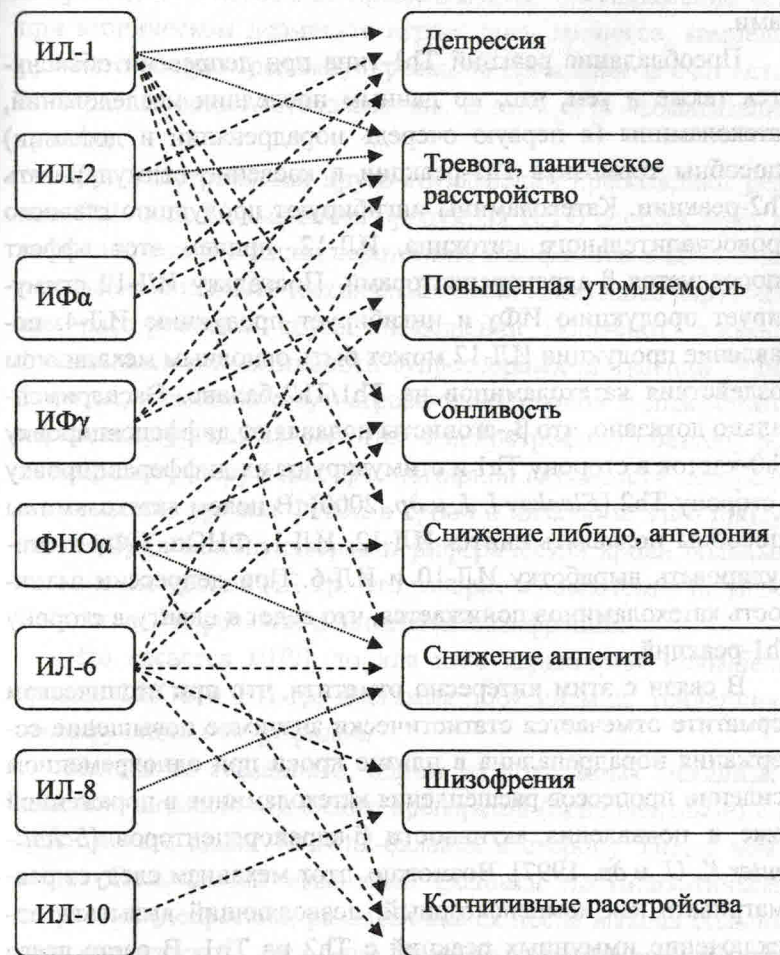 ИЛ-1
ИЛ-2
ИФα
ИФγ
ФНОα
ИЛ-6
ИЛ-8
ИЛ-10
Депрессия
Тревога, паническое
расстройство
Повышенная утомляемость
Сонливость
Снижение либидо, ангедония
Снижение аппетита
Шизофрения
Когнитивные расстройства